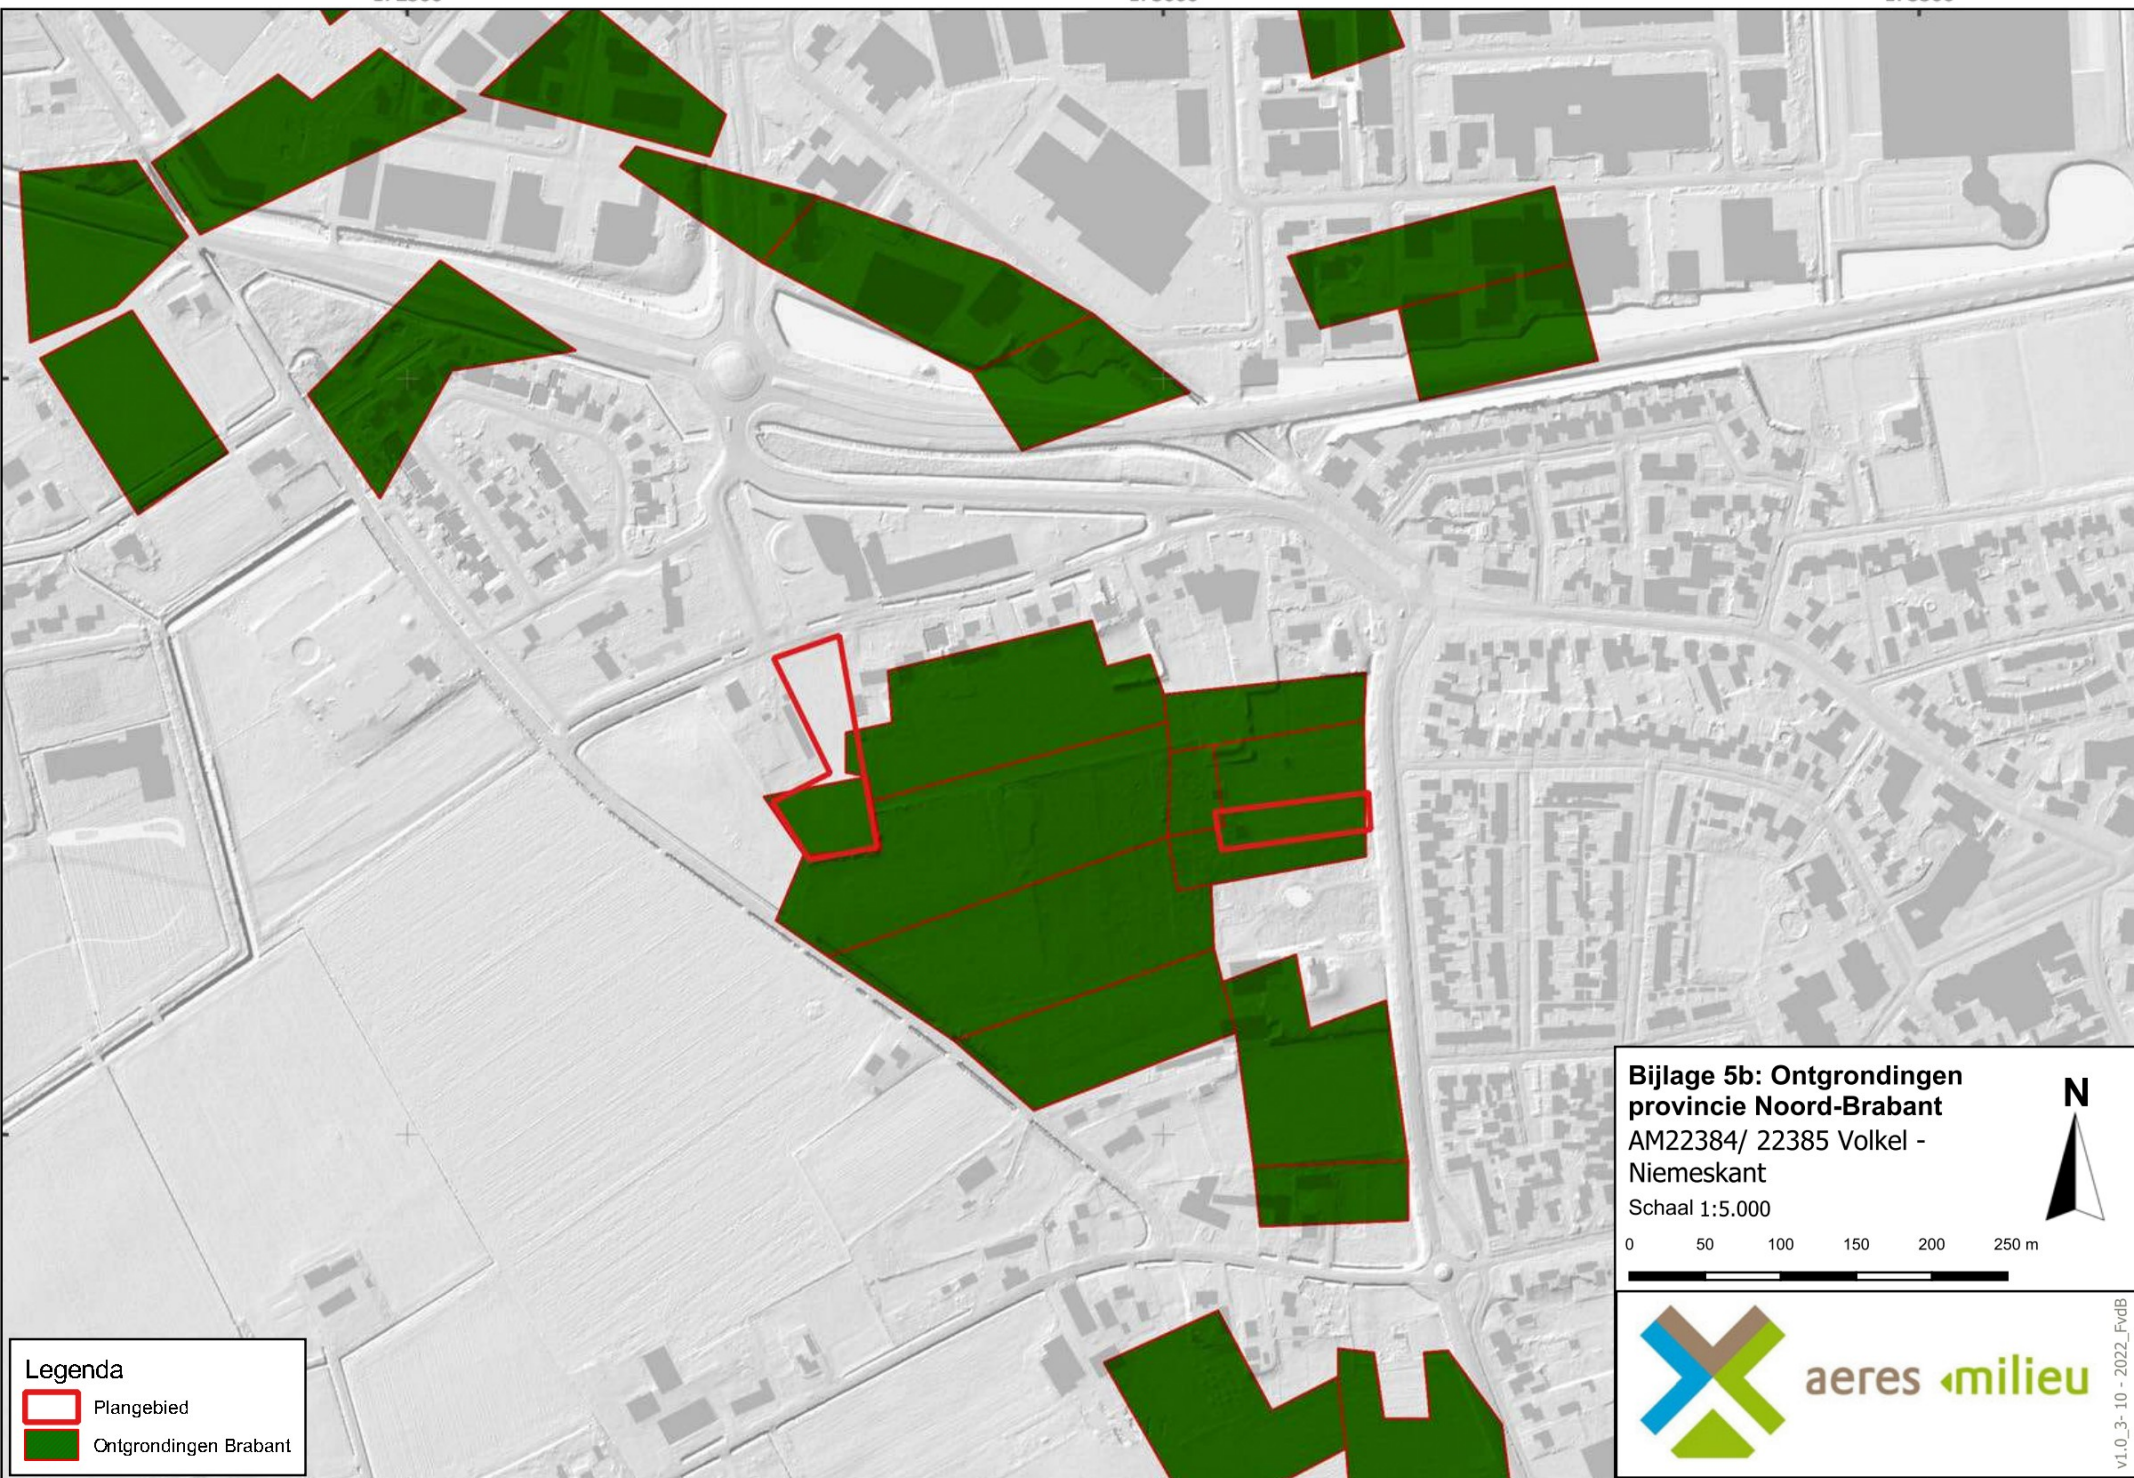 Bijlage 5b: Ontgrondingen
provincie Noord-Brabant
AM22384/ 22385 Volkel -
Niemeskant
Schaal 1:5.000
N
0 50 100 150 200 250 m
Legenda
Plangebied
Ontgrondingen Brabant
aeres milieu
v1.0_3- 10 - 2022_FvdB